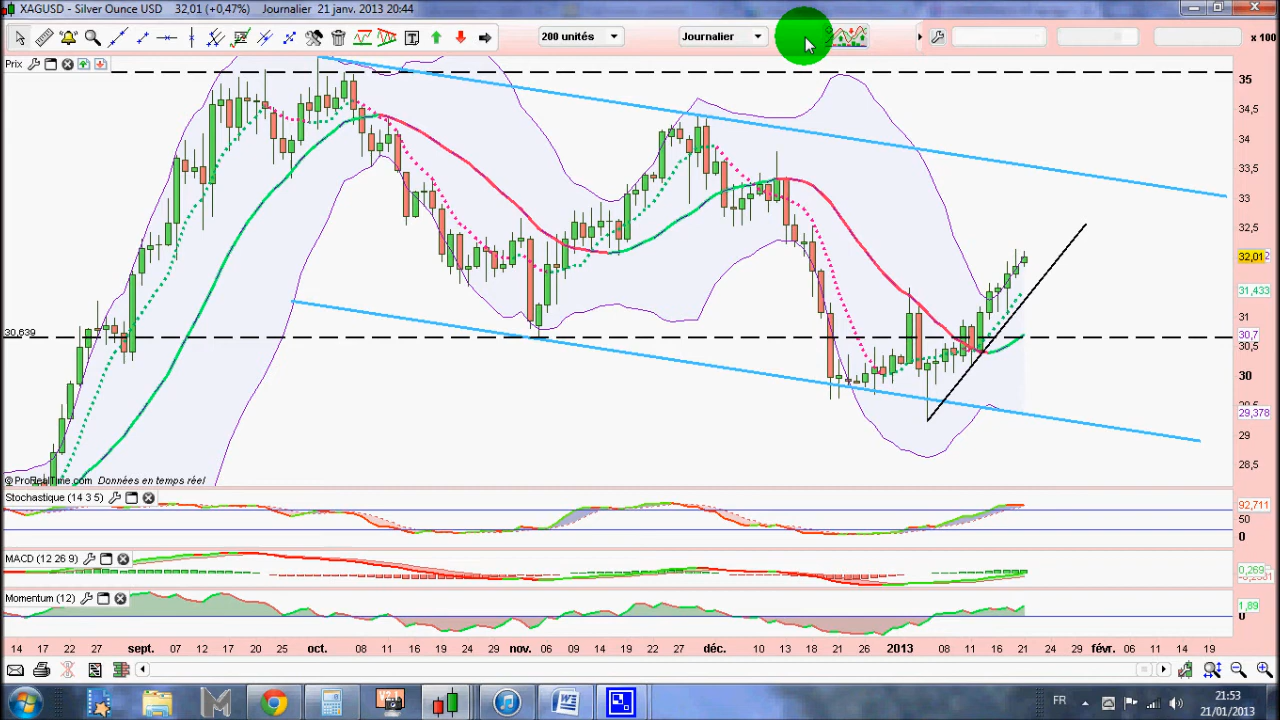 XAGUSD - Silver Ounce USD 32,01 (+0,47%) Journalier 21 janv. 2013 20:44
200 unités Journalier x 100
Prix
35
34,5
34
33,5
33
32,5
32,01
31,433
31
30,639
30,7
30,5
30
29,378
29
28,5
© ProRealTime.com Données en temps réel
Stochastique (14 3 5)
92,711
50
0
MACD (12 26 9)
0,269
Momentum (12)
1,89
0
14 17 22 27 sept. 07 12 17 20 25 oct. 08 11 16 19 24 nov. 06 09 14 19 22 27 déc. 10 13 18 21 27 2013 08 11 16 21 24 29 févr. 06 11 14 19
V2.1
W
FR
21:53
21/01/2013